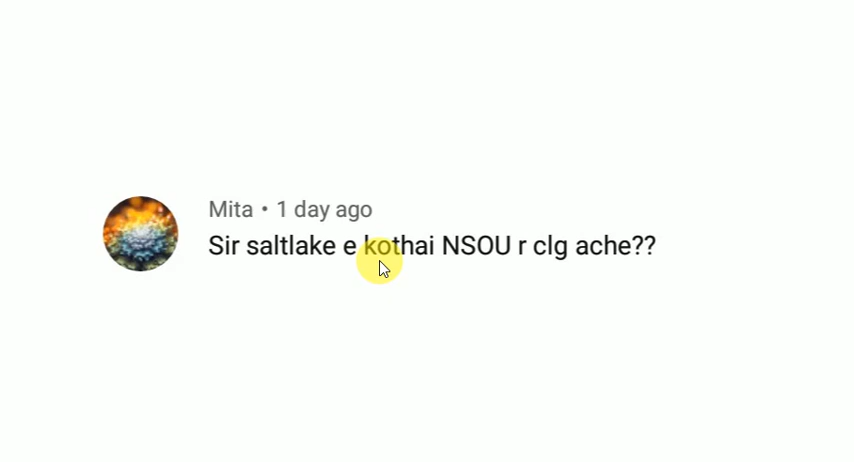 Mita • 1 day ago
Sir saltlake e kothai NSOU r clg ache??